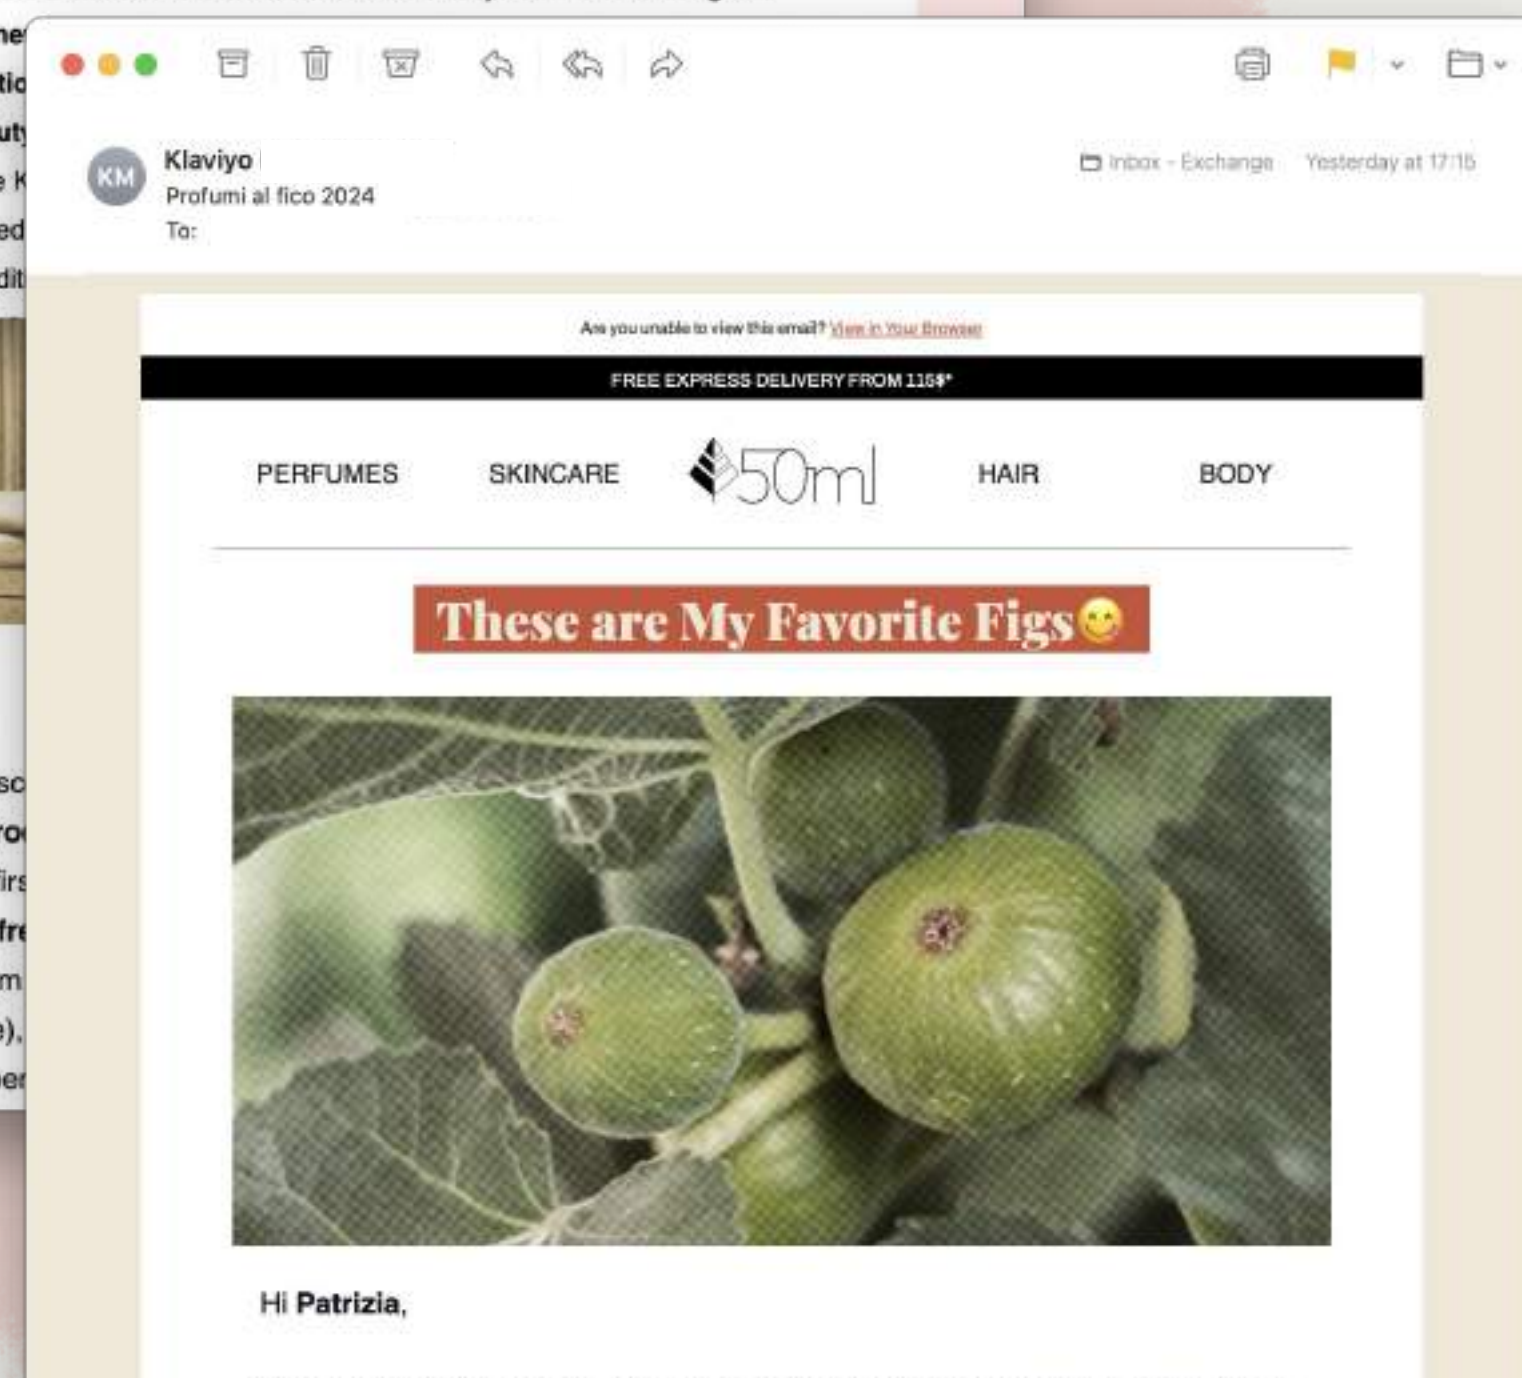 KM
Klaviyo
Inbox - Exchange Yesterday at 17:15
Profumi al fico 2024
To:
Are you unable to view this email? View in Your Browser
FREE EXPRESS DELIVERY FROM 115$*
PERFUMES SKINCARE 50ml HAIR BODY
These are My Favorite Figs😋
Hi Patrizia,